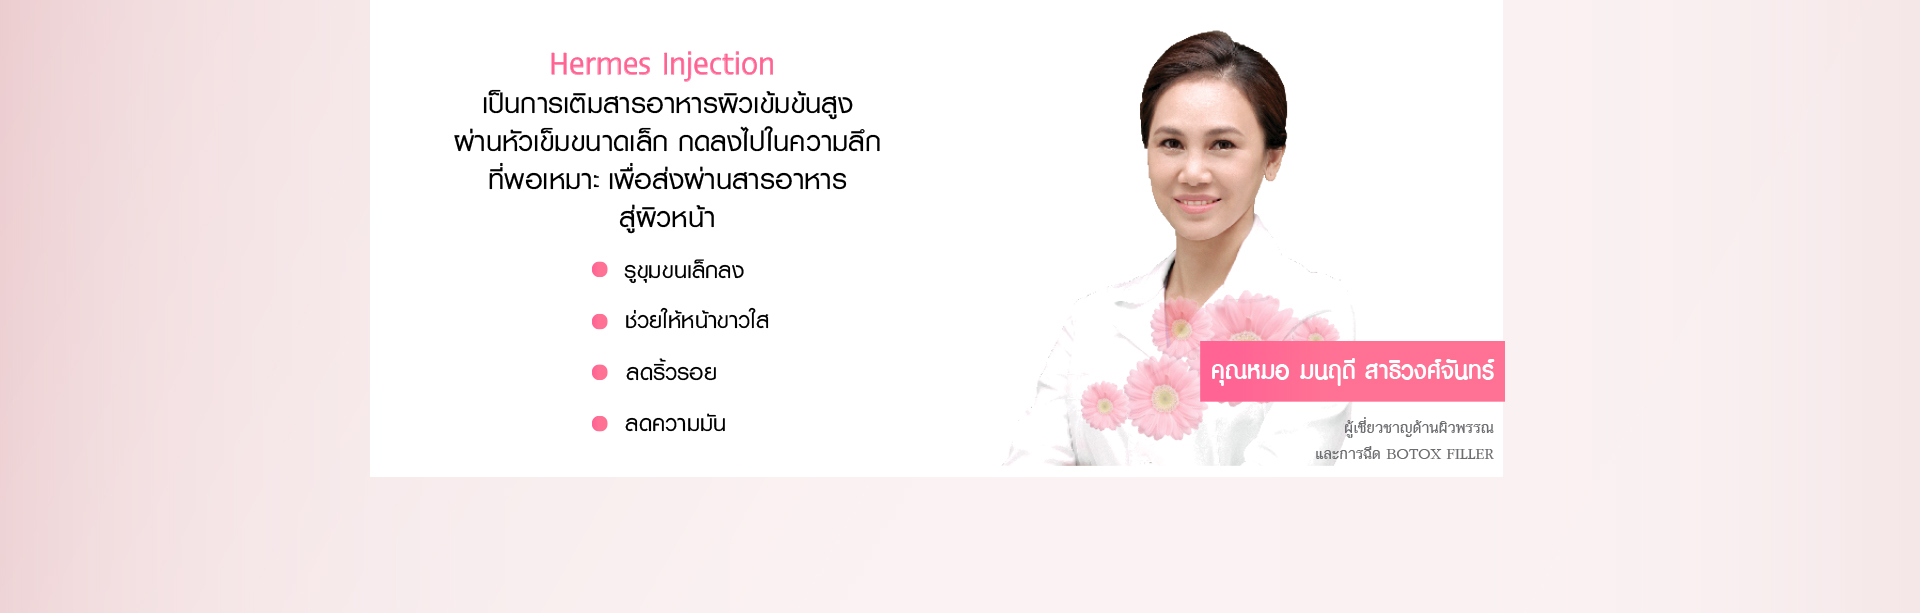 Hermes Injection
เป็นการเติมสารอาหารผิวเข้มข้นสูง
ผ่านหัวเข็มขนาดเล็ก กดลงไปในความลึก
ที่พอเหมาะ เพื่อส่งผ่านสารอาหาร
สู่ผิวหน้า
รูขุมขนเล็กลง
ช่วยให้หน้าขาวใส
ลดริ้วรอย
ลดความมัน
คุณหมอ มนฤดี สาธิวงศ์จันทร์
ผู้เชี่ยวชาญด้านผิวพรรณ
และการฉีด BOTOX FILLER